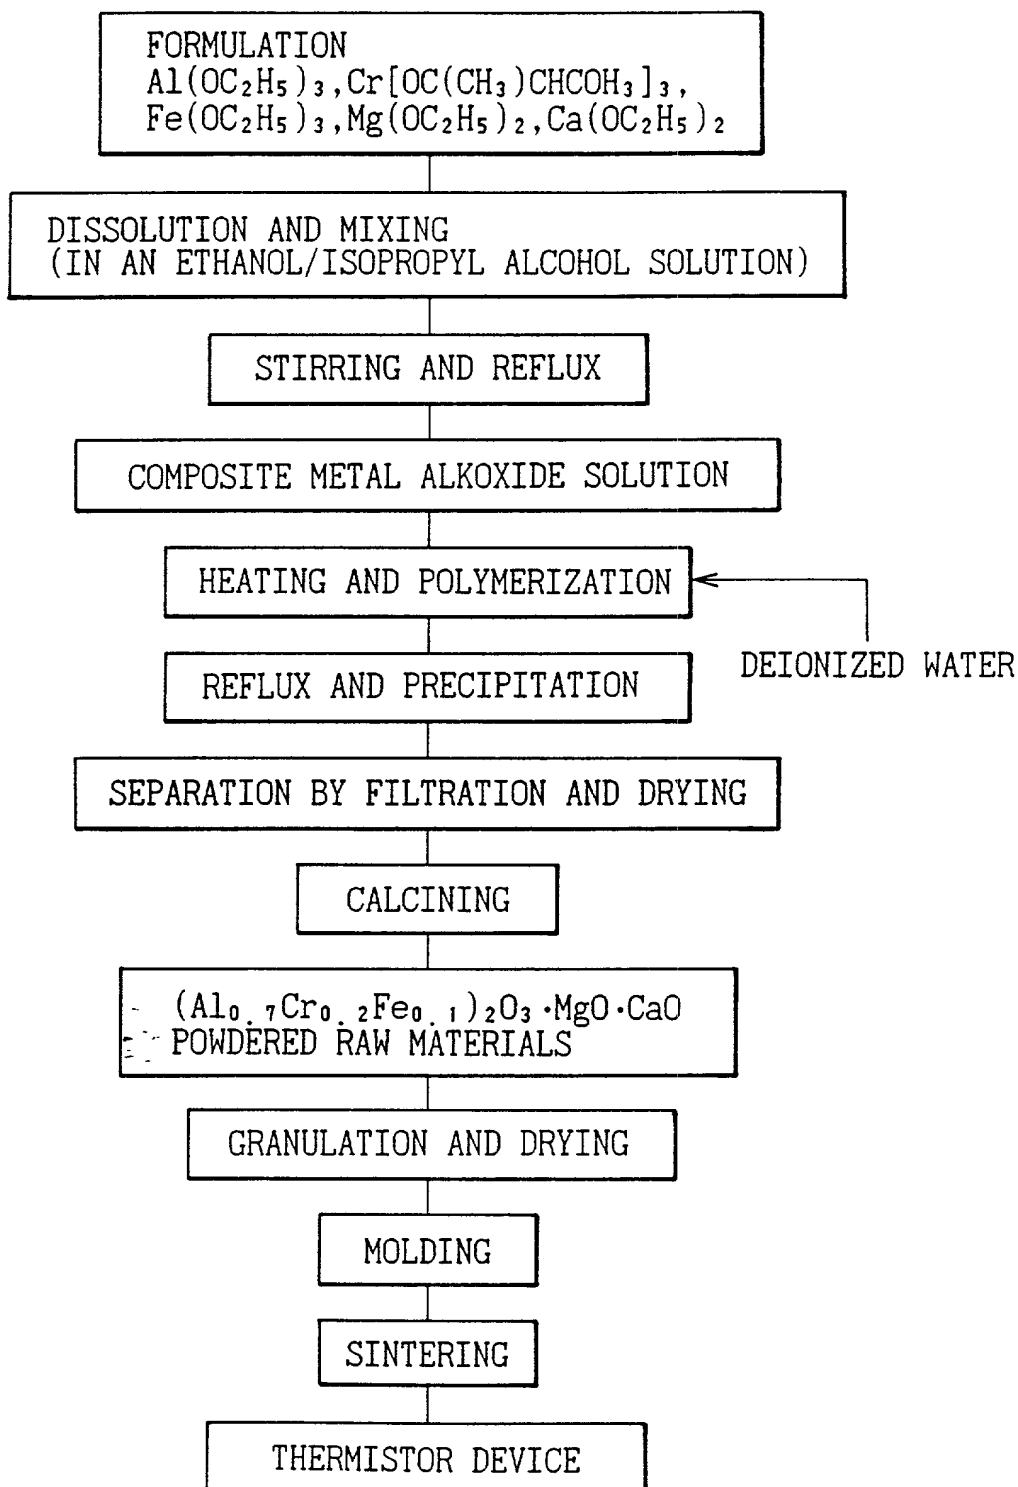 FORMULATION
Al(OC₂H₅)₃,Cr[OC(CH₃)CHCOH₃]₃,
Fe(OC₂H₅)₃,Mg(OC₂H₅)₂,Ca(OC₂H₅)₂
DISSOLUTION AND MIXING
(IN AN ETHANOL/ISOPROPYL ALCOHOL SOLUTION)
STIRRING AND REFLUX
COMPOSITE METAL ALKOXIDE SOLUTION
HEATING AND POLYMERIZATION
DEIONIZED WATER
REFLUX AND PRECIPITATION
SEPARATION BY FILTRATION AND DRYING
CALCINING
(Al₀.₇Cr₀.₂Fe₀.₁)₂O₃·MgO·CaO
POWDERED RAW MATERIALS
GRANULATION AND DRYING
MOLDING
SINTERING
THERMISTOR DEVICE